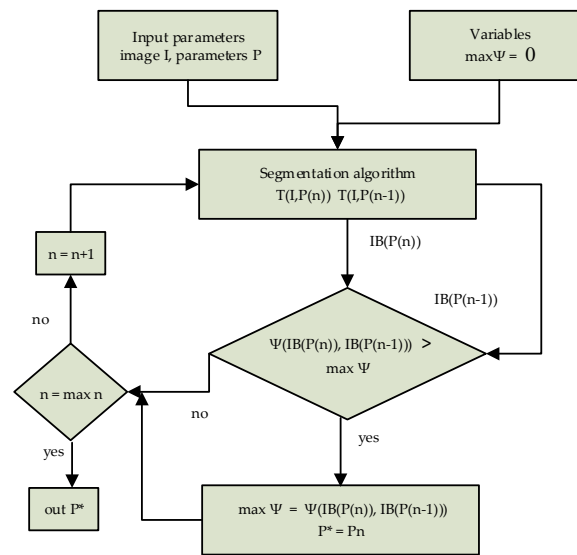 Input parameters
image I, parameters P
Variables
maxΨ = 0
Segmentation algorithm
T(I,P(n)) T(I,P(n-1))
n = n+1
IB(P(n))
IB(P(n-1))
no
Ψ(IB(P(n)), IB(P(n-1))) >
max Ψ
n = max n
no
yes
yes
out P*
max Ψ = Ψ(IB(P(n)), IB(P(n-1)))
P* = Pn